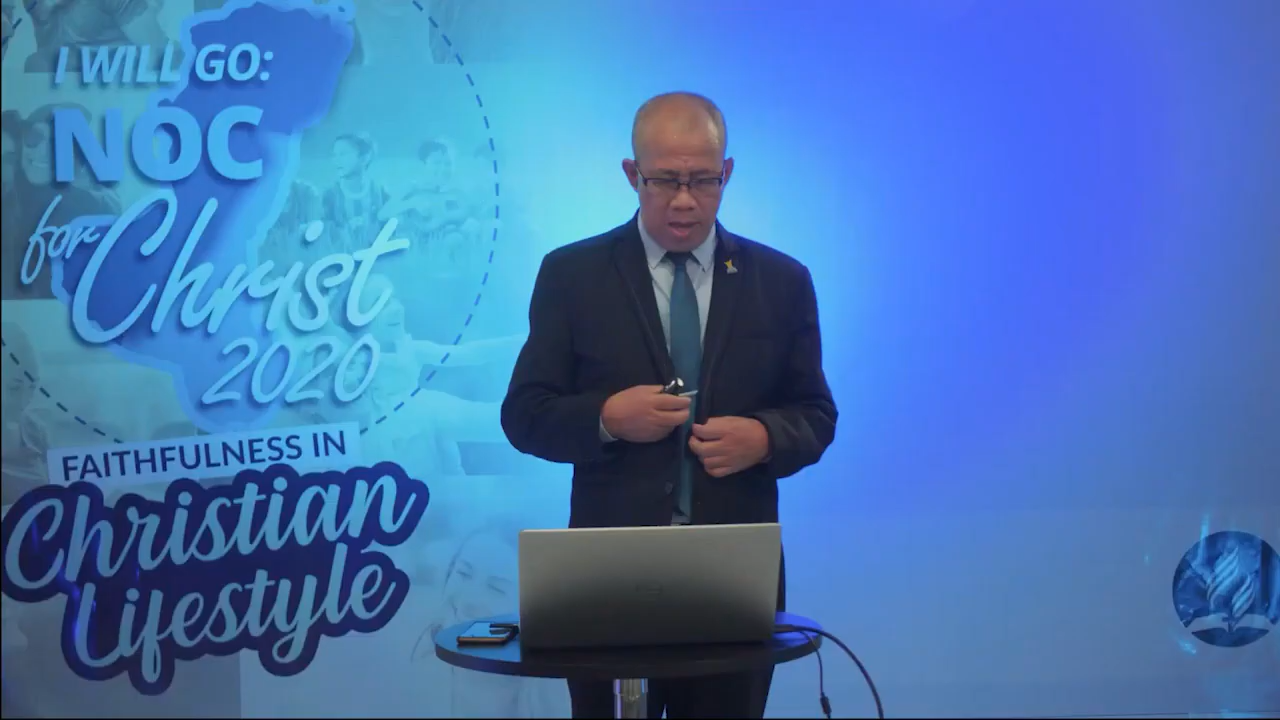 I WILL GO:
NOC
for Christ
2020
FAITHFULNESS IN
Christian
Lifestyle